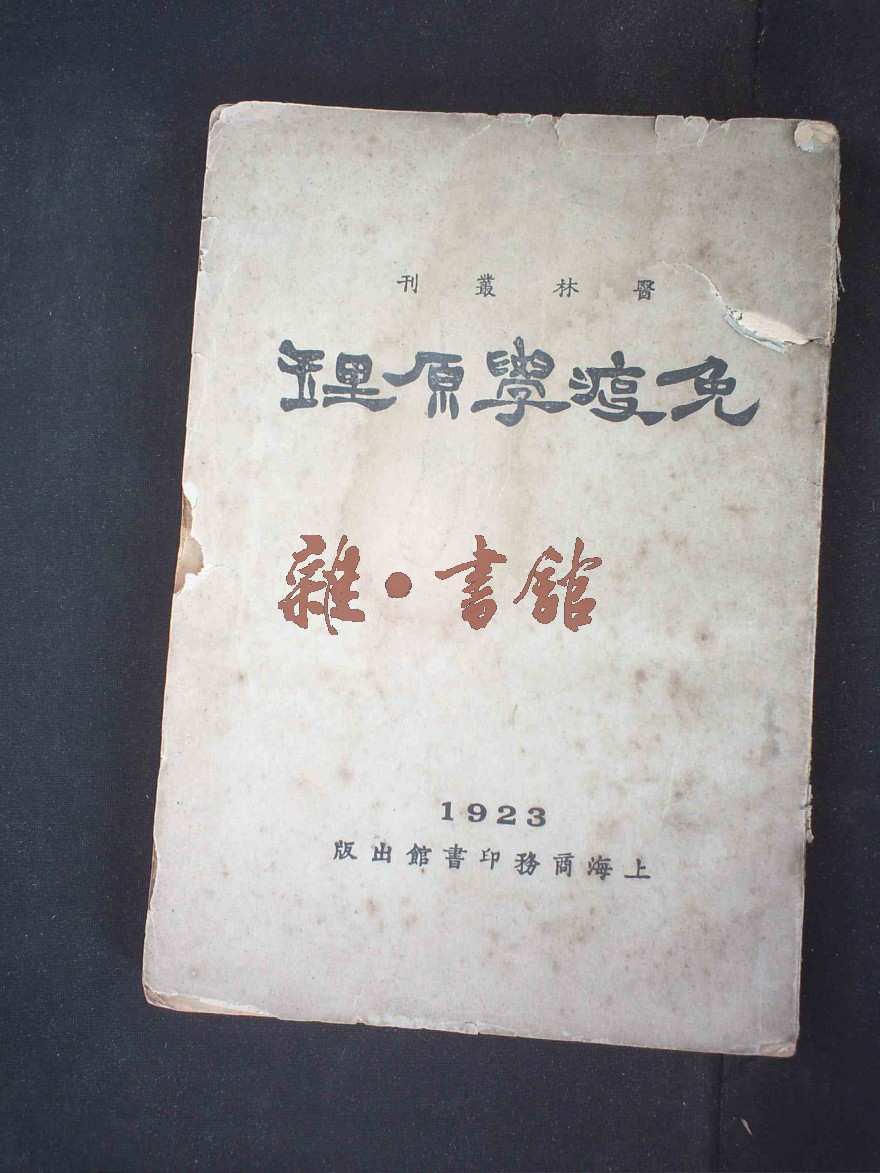 醫林叢刊
免疫學原理
雜·書館
1923
上海商務印書館出版